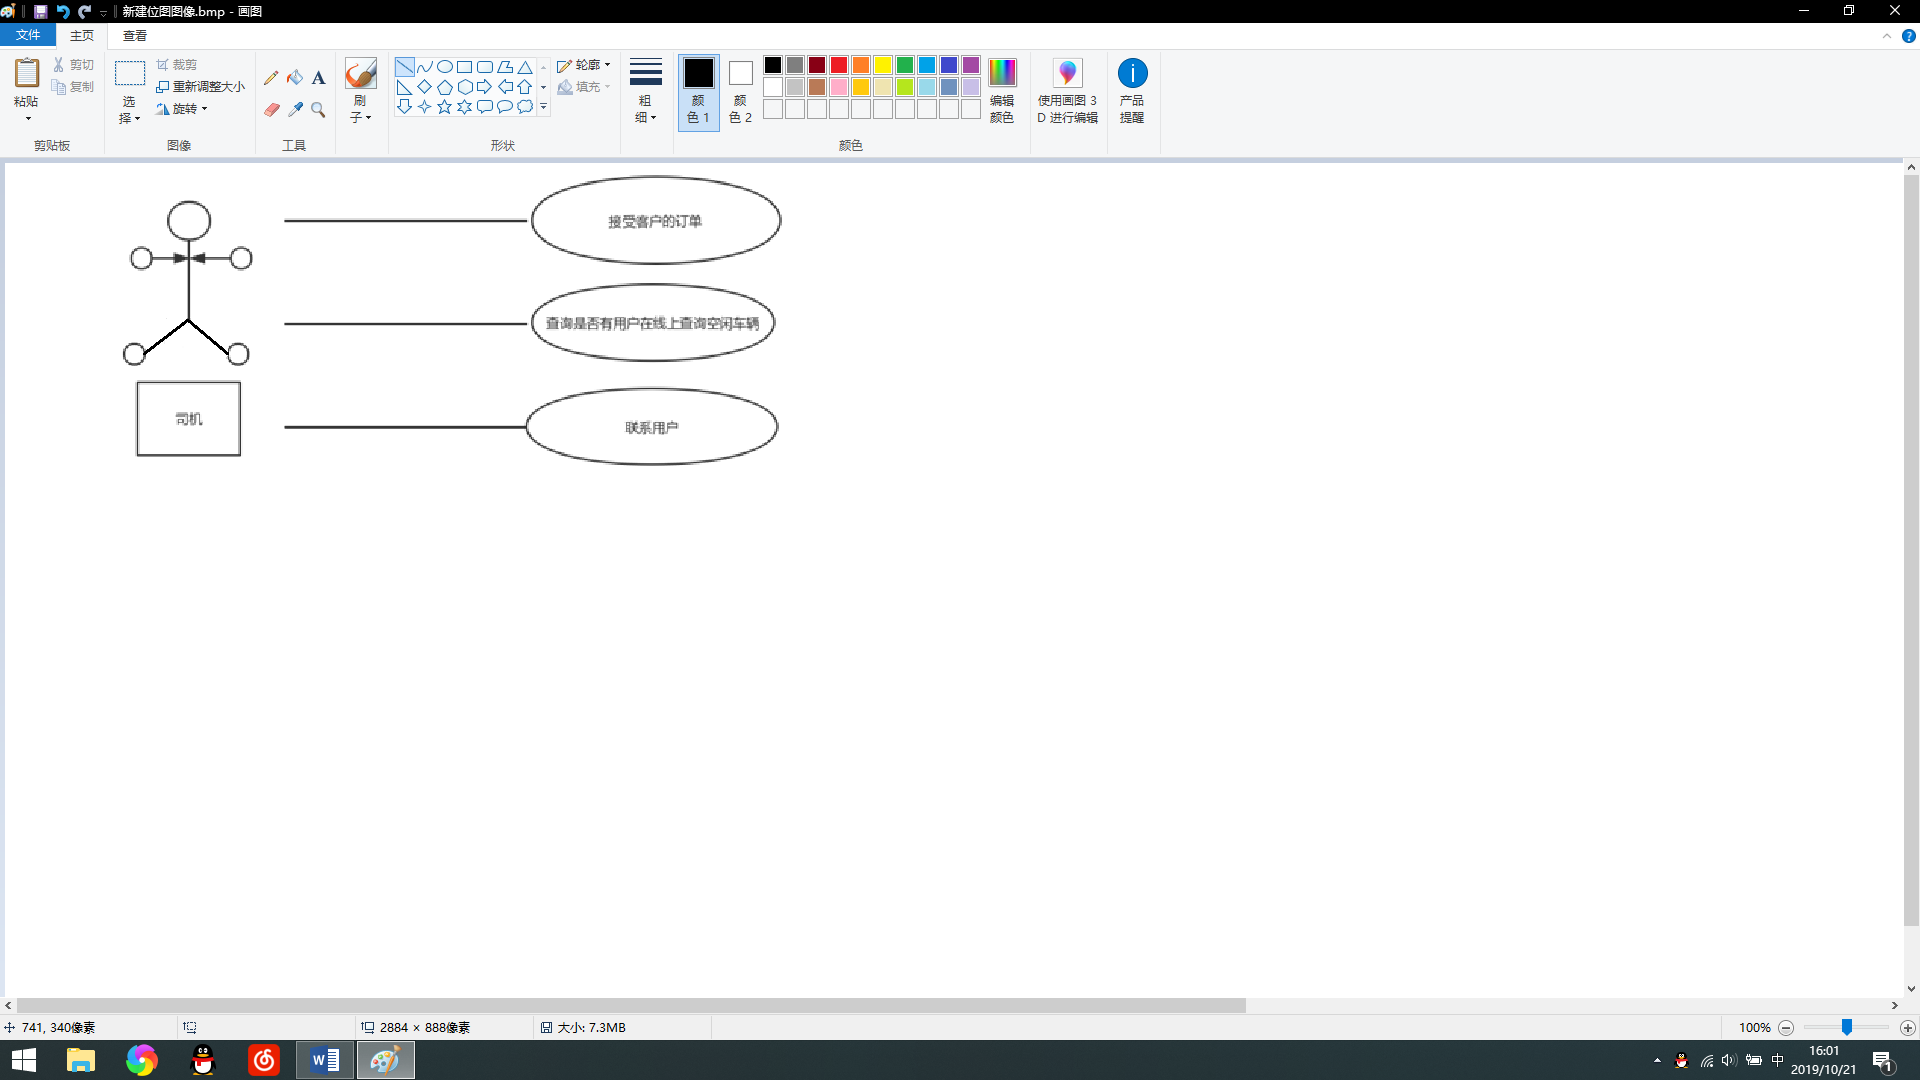 新建位图图像.bmp - 画图
文件 主页 查看
粘贴
剪切
复制
剪贴板
选
择
裁剪
重新调整大小
旋转
图像
A
工具
刷
子
形状
轮廓
填充
粗
细
颜
色 1
颜
色 2
颜色
编辑
颜色
使用画图 3
D 进行编辑
产品
提醒
接受客户的订单
查询是否有用户在线上查询空闲车辆
司机
联系用户
741, 340像素
2884 × 888像素
大小: 7.3MB
100%
中
16:01
2019/10/21
1